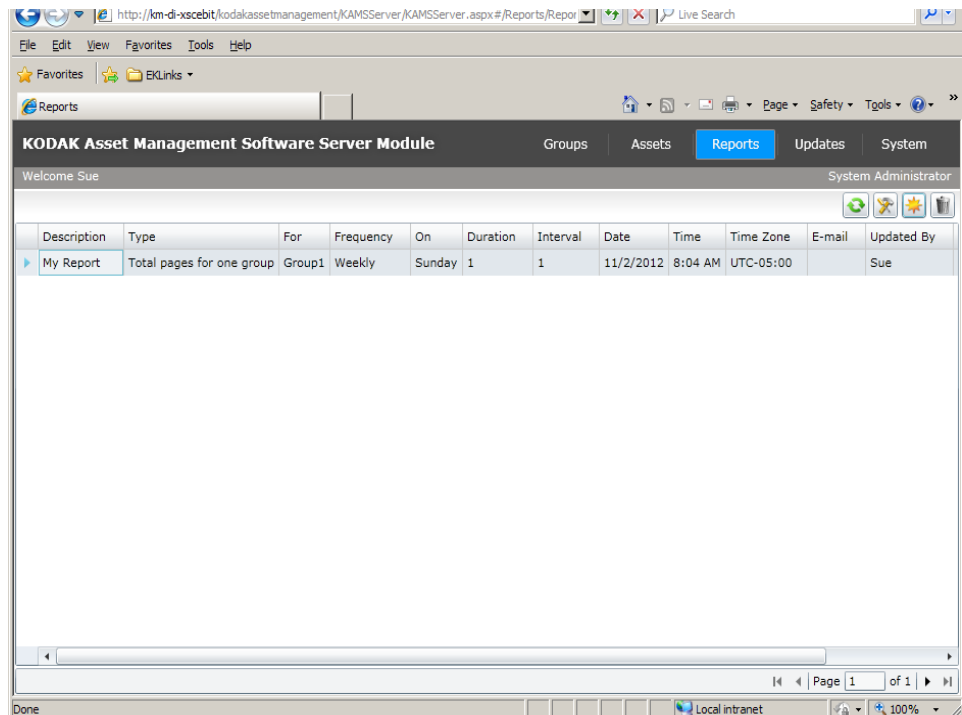 http://km-di-xscebit/kodakassetmanagement/KAMSServer/KAMSServer.aspx#/Reports/Repor
Live Search
File Edit View Favorites Tools Help
Favorites EKLinks
Reports
Page Safety Tools
KODAK Asset Management Software Server Module Groups Assets Reports Updates System
Welcome Sue System Administrator
Description Type For Frequency On Duration Interval Date Time Time Zone E-mail Updated By
My Report Total pages for one group Group1 Weekly Sunday 1 1 11/2/2012 8:04 AM UTC-05:00 Sue
Page 1 of 1
Done Local intranet 100%